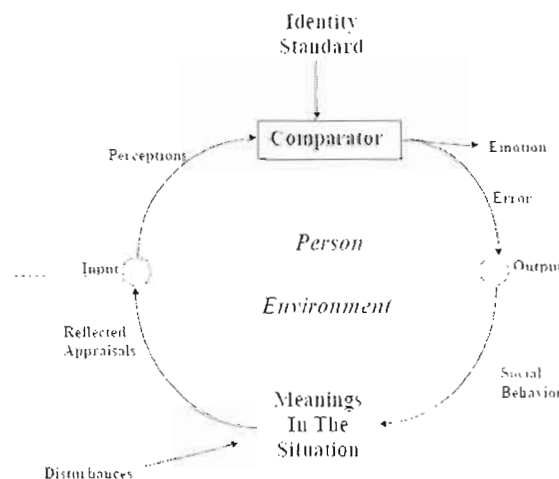 Identity
Standard
Comparator
Perceptions
Emotion
Error
Person
Input
Output
Environment
Reflected
Appraisals
Social
Behavior
Meanings
In The
Situation
Disturbances